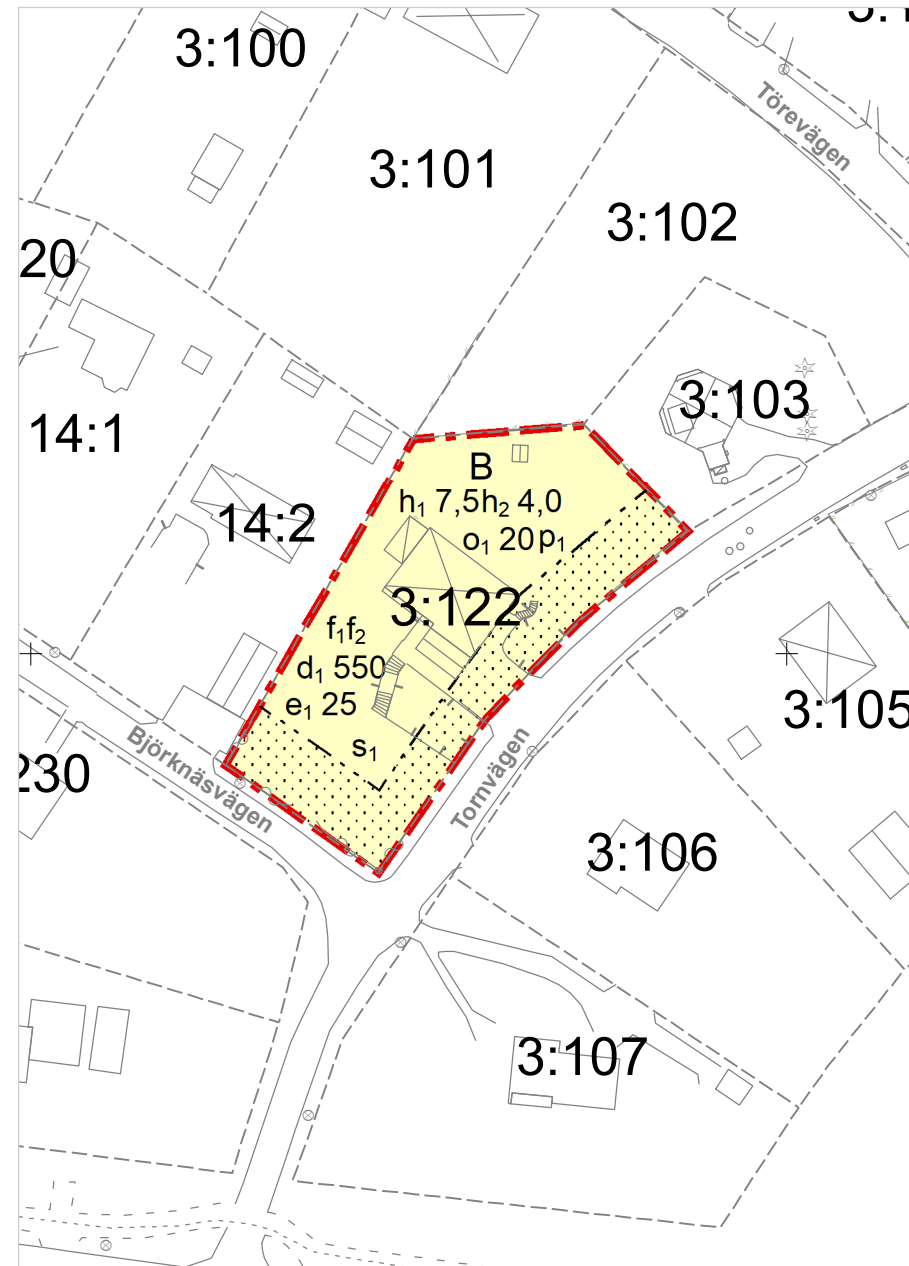 3:100
Törevägen
3:101
3:102
20
3:103
14:1
B
h₁ 7,5h₂ 4,0
o₁ 20p₁
14:2
3:122
f₁f₂
d₁ 550
e₁ 25
s₁
3:105
Björknäsvägen
Tornvägen
230
3:106
3:107